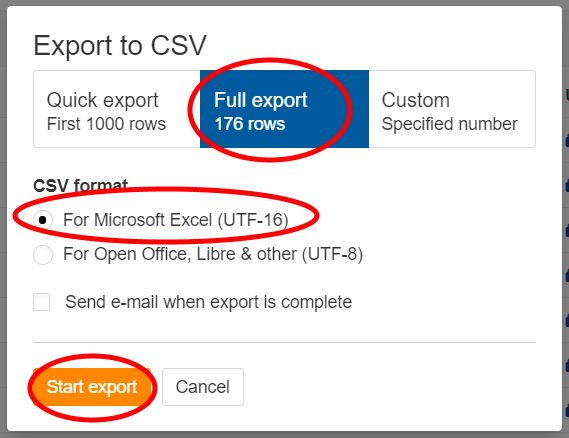 Export to CSV
Quick export
First 1000 rows
Full export
176 rows
Custom
Specified number
CSV format
For Microsoft Excel (UTF-16)
For Open Office, Libre & other (UTF-8)
Send e-mail when export is complete
Start export
Cancel